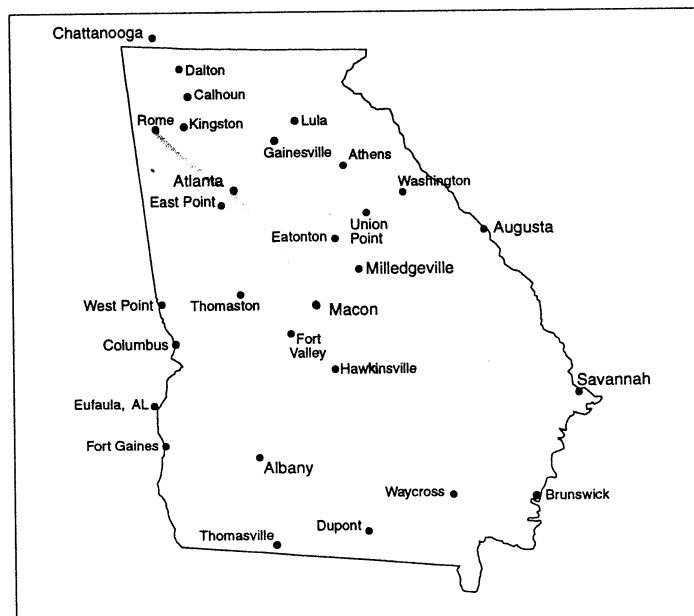 Chattanooga
Dalton
Calhoun
Rome
Kingston
Lula
Gainesville
Athens
Atlanta
Washington
East Point
Union
Point
Augusta
Eatonton
Milledgeville
West Point
Thomaston
Macon
Columbus
Fort
Valley
Hawkinsville
Savannah
Eufaula, AL
Fort Gaines
Albany
Waycross
Brunswick
Dupont
Thomasville